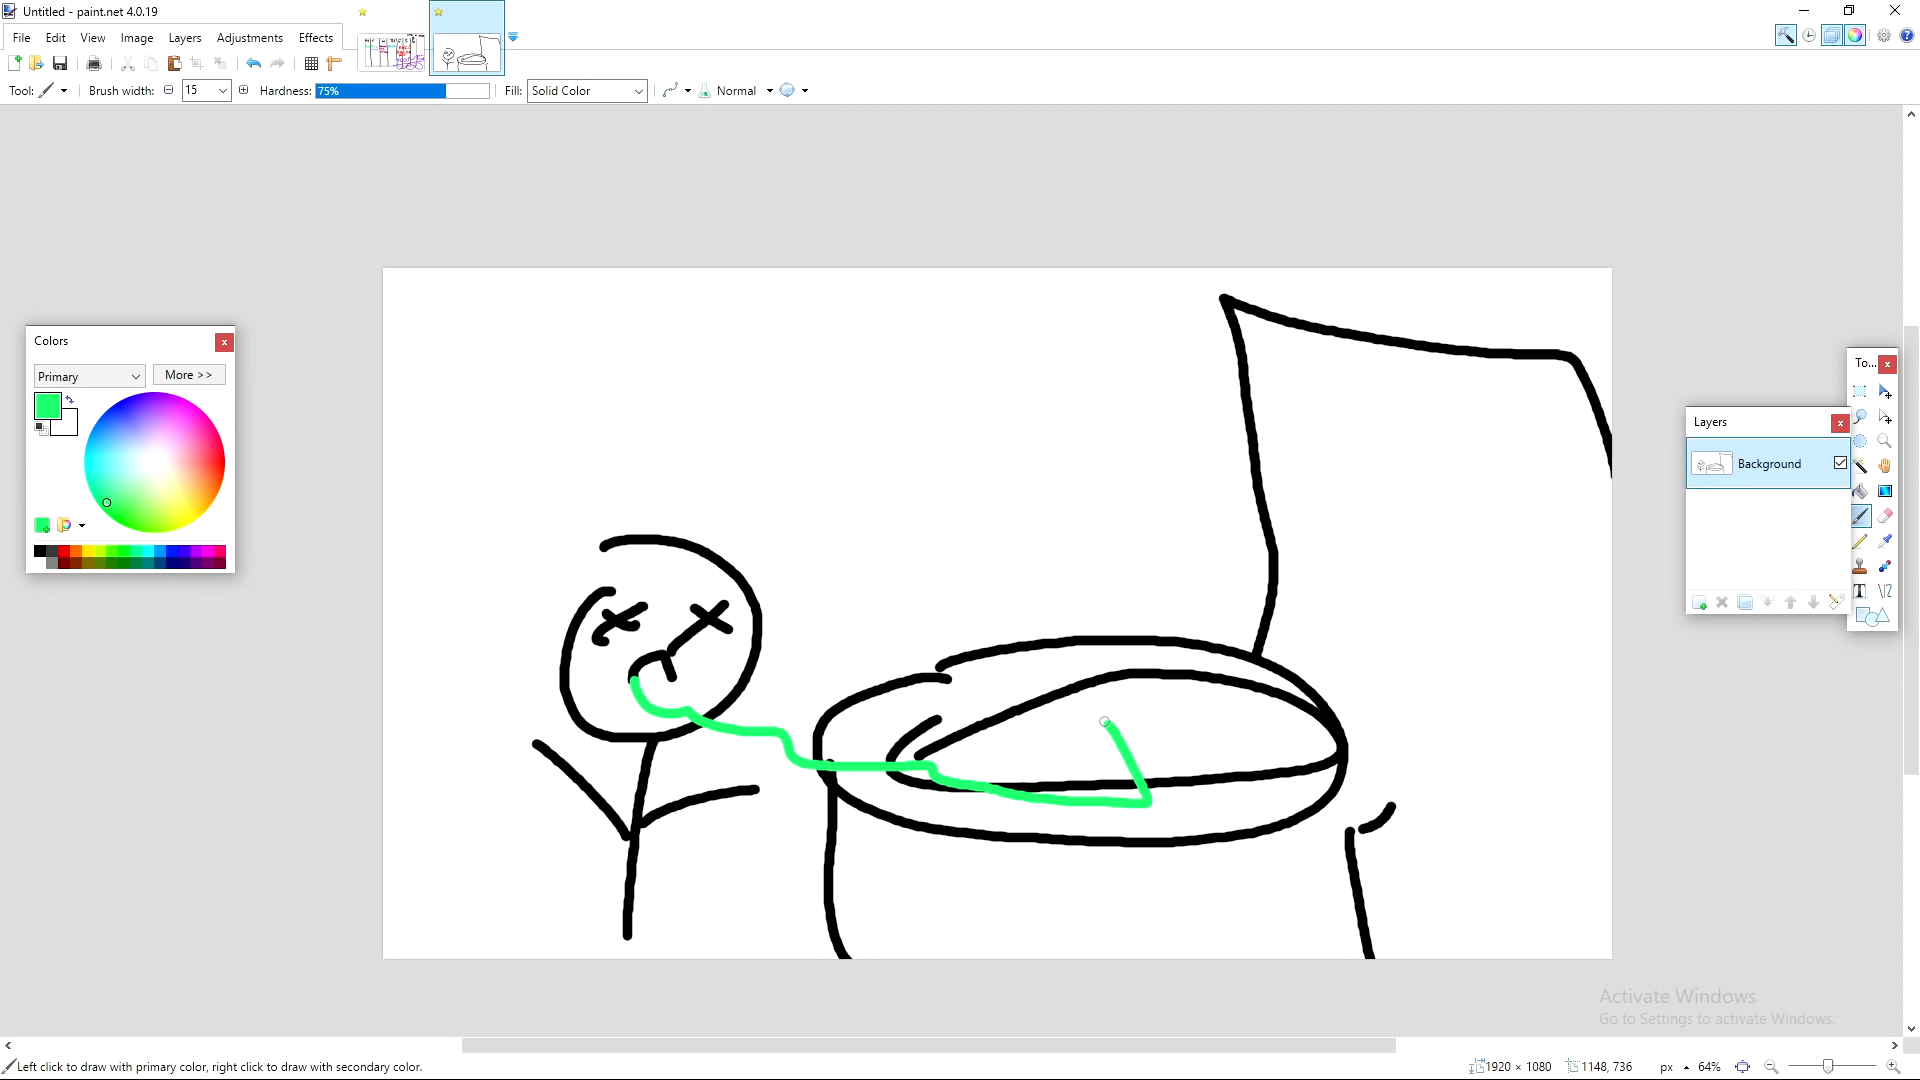 Untitled - paint.net 4.0.19
File Edit View Image Layers Adjustments Effects
Tool: Brush width: 15 Hardness: 75% Fill: Solid Color Normal
Colors
Primary More >>
To...
Layers
Background
Activate Windows
Go to Settings to activate Windows.
Left click to draw with primary color, right click to draw with secondary color.
1920 × 1080 1148, 736 px 64%